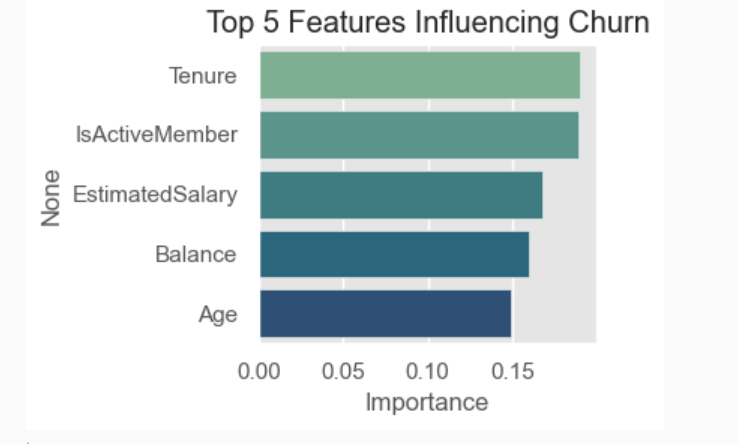 Top 5 Features Influencing Churn
Tenure
IsActiveMember
EstimatedSalary
Balance
Age
None
0.00 0.05 0.10 0.15
Importance